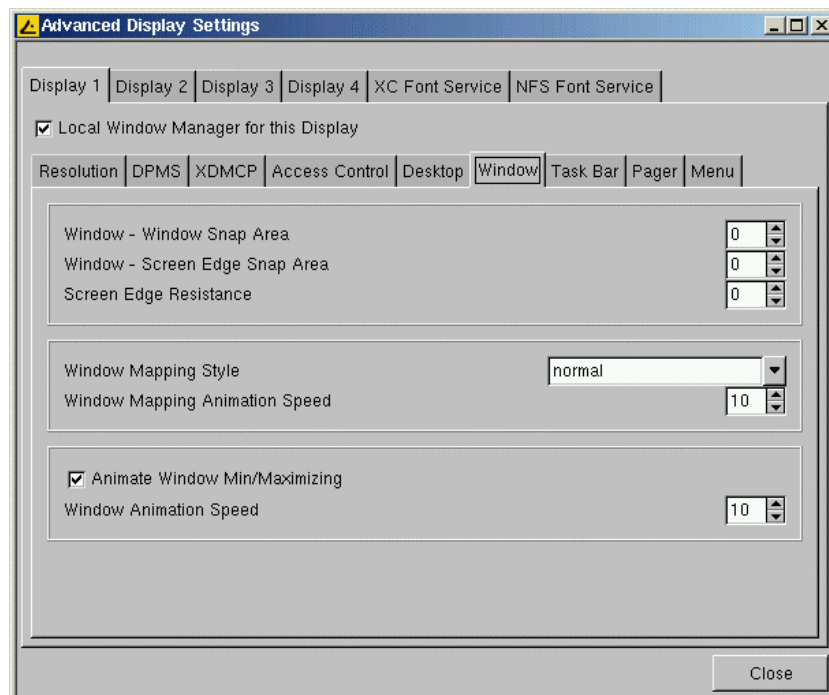 Advanced Display Settings
Display 1 Display 2 Display 3 Display 4 XC Font Service NFS Font Service
Local Window Manager for this Display
Resolution DPMS XDMCP Access Control Desktop Window Task Bar Pager Menu
Window - Window Snap Area 0
Window - Screen Edge Snap Area 0
Screen Edge Resistance 0
Window Mapping Style normal
Window Mapping Animation Speed 10
Animate Window Min/Maximizing
Window Animation Speed 10
Close